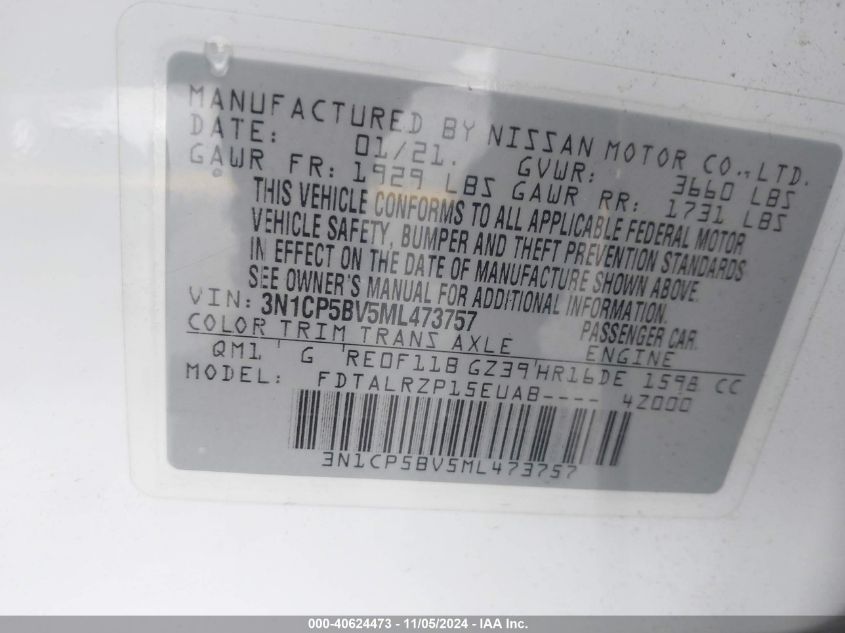 MANUFACTURED BY NISSAN MOTOR CO.,LTD.
DATE: 01/21. GVWR: 3660 LBS
GAWR FR: 1929 LBS GAWR RR: 1731 LBS
THIS VEHICLE CONFORMS TO ALL APPLICABLE FEDERAL MOTOR
VEHICLE SAFETY, BUMPER AND THEFT PREVENTION STANDARDS
IN EFFECT ON THE DATE OF MANUFACTURE SHOWN ABOVE.
SEE OWNER'S MANUAL FOR ADDITIONAL INFORMATION.
VIN: 3N1CP5BV5ML473757 PASSENGER CAR
COLOR TRIM TRANS AXLE ENGINE
QM1 G RE0F11B GZ39 HR16DE 1598 CC
MODEL: FDTALRZP15EUAB---- 4Z000
3N1CP5BV5ML473757
000-40624473 - 11/05/2024 - IAA Inc.